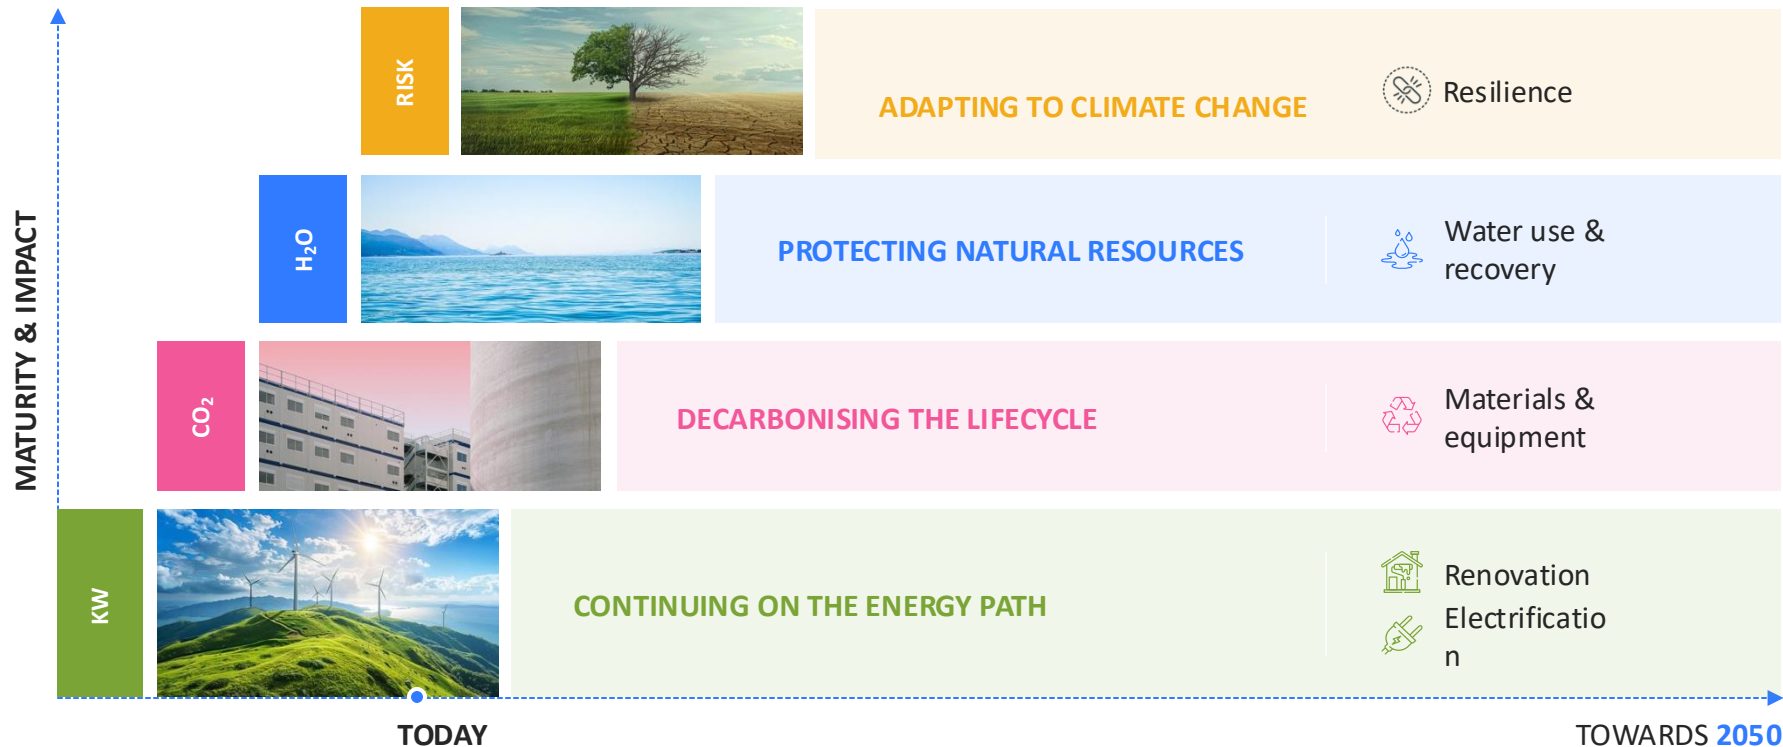 MATURITY & IMPACT
RISK
ADAPTING TO CLIMATE CHANGE
Resilience
H₂O
PROTECTING NATURAL RESOURCES
Water use &
recovery
CO₂
DECARBONISING THE LIFECYCLE
Materials &
equipment
KW
CONTINUING ON THE ENERGY PATH
Renovation
Electrificatio
n
TODAY
TOWARDS 2050